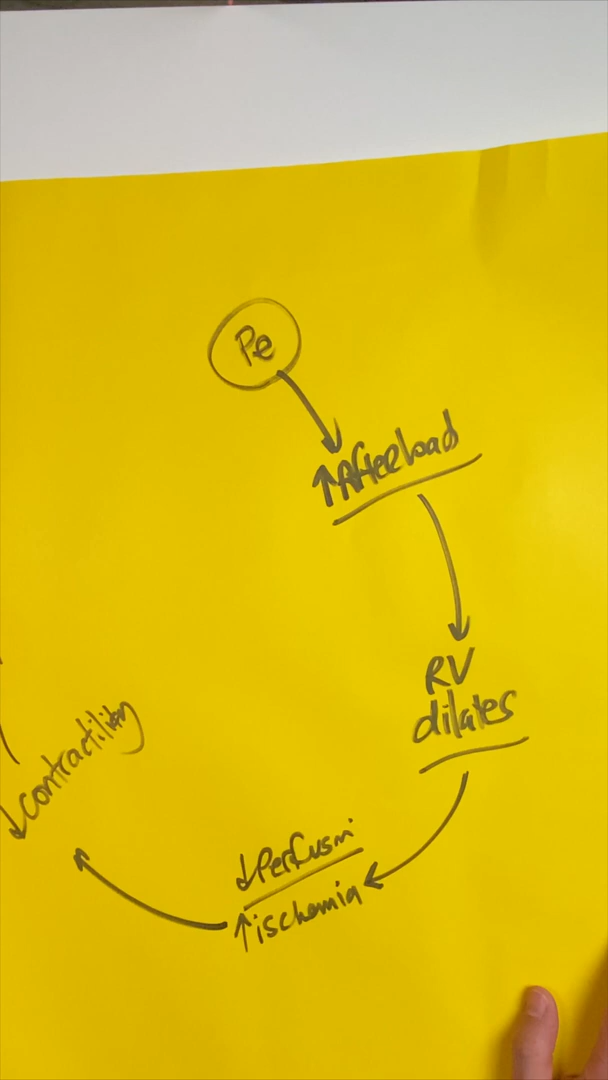 Pe
↑Afterload
RV
dilates
↓Perfusion
↑ischemia
↓contractility